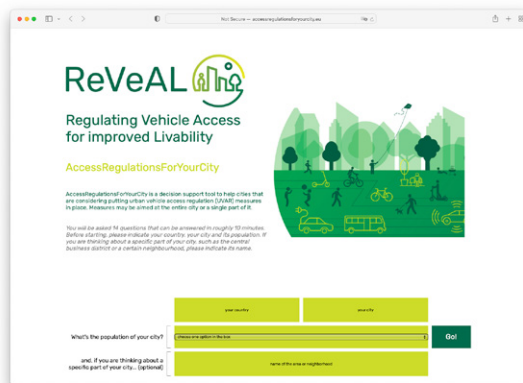 Not Secure — accessregulationsforyourcity.eu
ReVeAL
Regulating Vehicle Access
for improved Livability
AccessRegulationsForYourCity
AccessRegulationsForYourCity is a decision support tool to help cities that
are considering putting urban vehicle access regulation (UVAR) measures
in place. Measures may be aimed at the entire city or a single part of it.
You will be asked 14 questions that can be answered in roughly 10 minutes.
Before starting, please indicate your country, your city and its population. If
you are thinking about a specific part of your city, such as the central
business district or a certain neighbourhood, please indicate its name.
your country
your city
What's the population of your city?
choose one option in the box
Go!
and, if you are thinking about a
specific part of your city... (optional)
name of the area or neighborhood